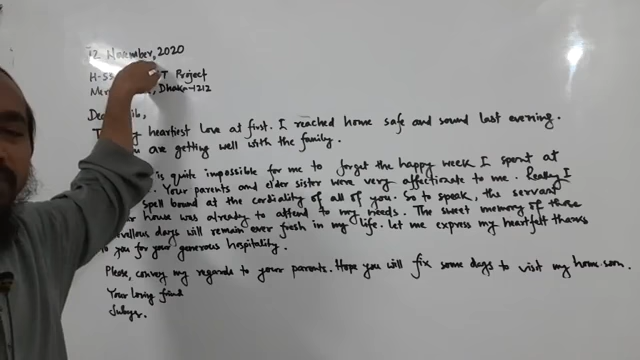 12 November, 2020
H-55 T Project
Dhaka-1212
heartiest love at first. I reached home safe and sound last evening.
are getting well with the family.
is quite impossible for me to forget the happy week I spent at
Your parents and elder sister were very affectionate to me. Really I
spell bound at the cordiality of all of you. So to speak, the servant
house was already to attend to my needs. The sweet memory of those
days will remain ever fresh in my life. Let me express my heartfelt thanks
to you for your generous hospitality.
Please, convey my regards to your parents. Hope you will fix some days to visit my home soon.
Your loving friend